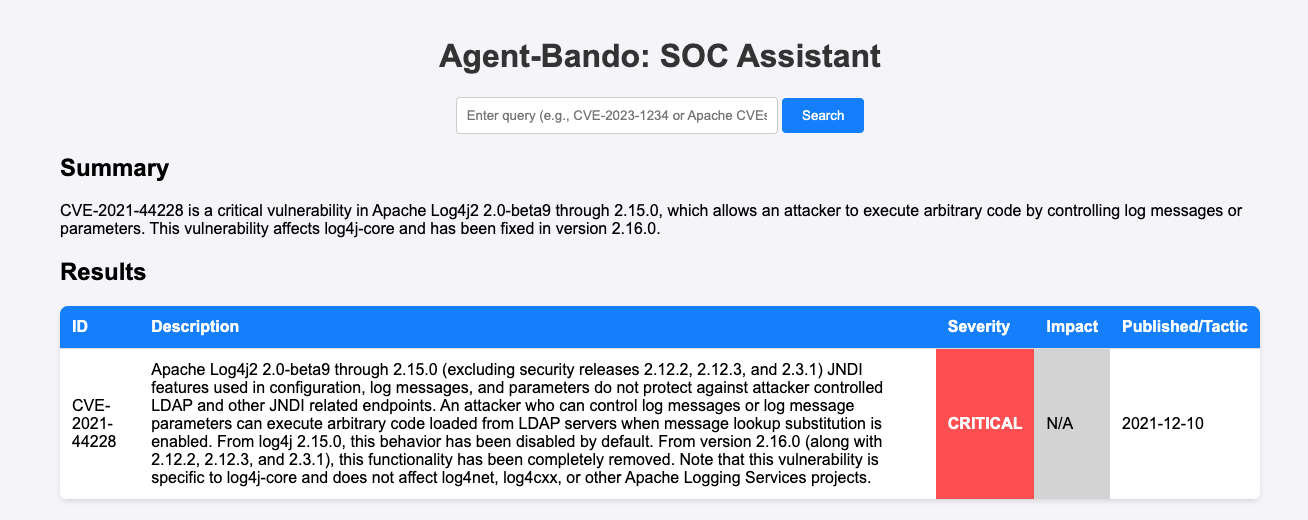 Agent-Bando: SOC Assistant
Enter query (e.g., CVE-2023-1234 or Apache CVEs
Search
Summary
CVE-2021-44228 is a critical vulnerability in Apache Log4j2 2.0-beta9 through 2.15.0, which allows an attacker to execute arbitrary code by controlling log messages or
parameters. This vulnerability affects log4j-core and has been fixed in version 2.16.0.
Results
ID Description Severity Impact Published/Tactic
CVE-
2021-
44228
Apache Log4j2 2.0-beta9 through 2.15.0 (excluding security releases 2.12.2, 2.12.3, and 2.3.1) JNDI
features used in configuration, log messages, and parameters do not protect against attacker controlled
LDAP and other JNDI related endpoints. An attacker who can control log messages or log message
parameters can execute arbitrary code loaded from LDAP servers when message lookup substitution is
enabled. From log4j 2.15.0, this behavior has been disabled by default. From version 2.16.0 (along with
2.12.2, 2.12.3, and 2.3.1), this functionality has been completely removed. Note that this vulnerability is
specific to log4j-core and does not affect log4net, log4cxx, or other Apache Logging Services projects.
CRITICAL
N/A
2021-12-10